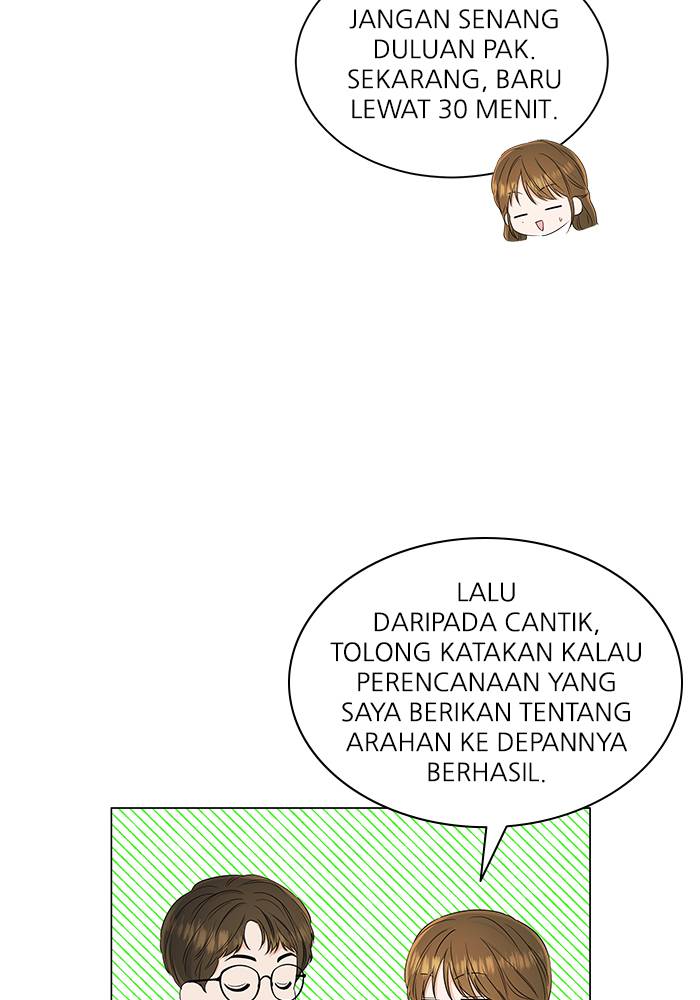 JANGAN SENANG
DULUAN PAK.
SEKARANG, BARU
LEWAT 30 MENIT.
LALU
DARIPADA CANTIK,
TOLONG KATAKAN KALAU
PERENCANAAN YANG
SAYA BERIKAN TENTANG
ARAHAN KE DEPANNYA
BERHASIL.